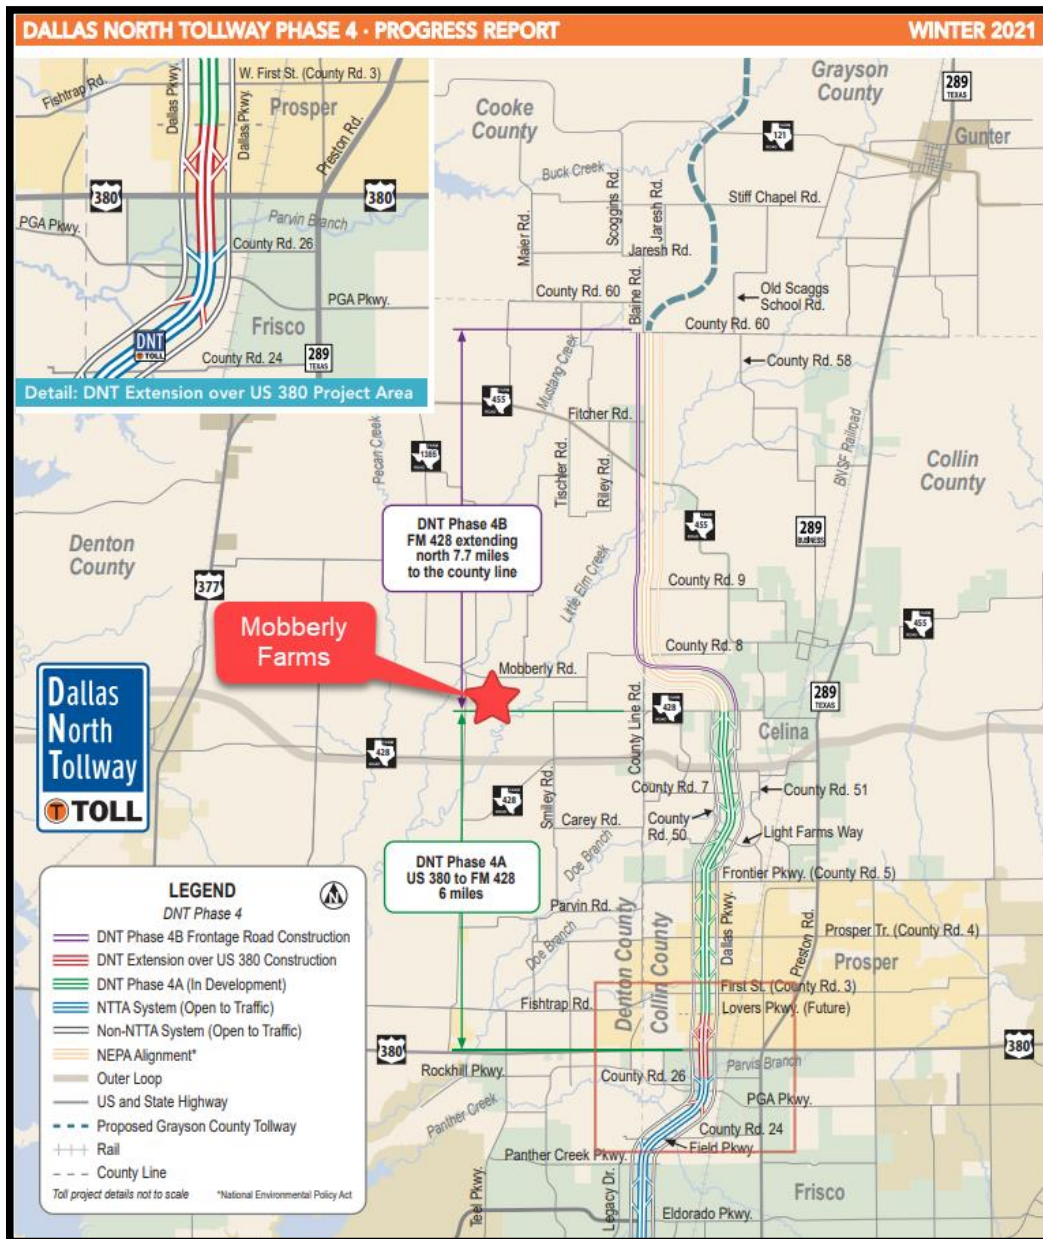 DALLAS NORTH TOLLWAY PHASE 4 · PROGRESS REPORT
WINTER 2021
Fishtrap Rd.
Dallas Pkwy.
W. First St. (County Rd. 3)
Prosper
Dallas Pkwy.
Preston Rd.
380
380
PGA Pkwy.
Parvin Branch
County Rd. 26
PGA Pkwy.
Frisco
DNT
TOLL
County Rd. 24
289
TEXAS
Detail: DNT Extension over US 380 Project Area
Cooke
County
Grayson
County
289
TEXAS
121
Gunter
Buck Creek
Stiff Chapel Rd.
Maier Rd.
Scoggins Rd.
Jaresh Rd.
Jaresh Rd.
County Rd. 60
Blaine Rd.
Old Scaggs
School Rd.
County Rd. 60
County Rd. 58
Mustang Creek
455
Fitcher Rd.
1385
Pecan Creek
Tischler Rd.
Riley Rd.
BNSF Railroad
Collin
County
DNT Phase 4B
FM 428 extending
north 7.7 miles
to the county line
455
289
BUSINESS
Denton
County
377
Little Elm Creek
County Rd. 9
455
Mobberly
Farms
County Rd. 8
Mobberly Rd.
County Line Rd.
428
289
TEXAS
Celina
Dallas
North
Tollway
TOLL
428
428
Smiley Rd.
County Rd. 7
County Rd. 51
Carey Rd.
County
Rd. 50
Light Farms Way
Doe Branch
DNT Phase 4A
US 380 to FM 428
6 miles
Frontier Pkwy. (County Rd. 5)
Parvin Rd.
Doe Branch
Denton County
Collin County
Dallas Pkwy.
Preston Rd.
Prosper Tr. (County Rd. 4)
Prosper
Fishtrap Rd.
First St. (County Rd. 3)
Lovers Pkwy. (Future)
380
380
Rockhill Pkwy.
Parvis Branch
County Rd. 26
PGA Pkwy.
Panther Creek
County Rd. 24
Field Pkwy.
Panther Creek Pkwy.
Teel Pkwy.
Legacy Dr.
Frisco
Eldorado Pkwy.
LEGEND
N
DNT Phase 4
DNT Phase 4B Frontage Road Construction
DNT Extension over US 380 Construction
DNT Phase 4A (In Development)
NTTA System (Open to Traffic)
Non-NTTA System (Open to Traffic)
NEPA Alignment*
Outer Loop
US and State Highway
Proposed Grayson County Tollway
Rail
County Line
Toll project details not to scale
*National Environmental Policy Act